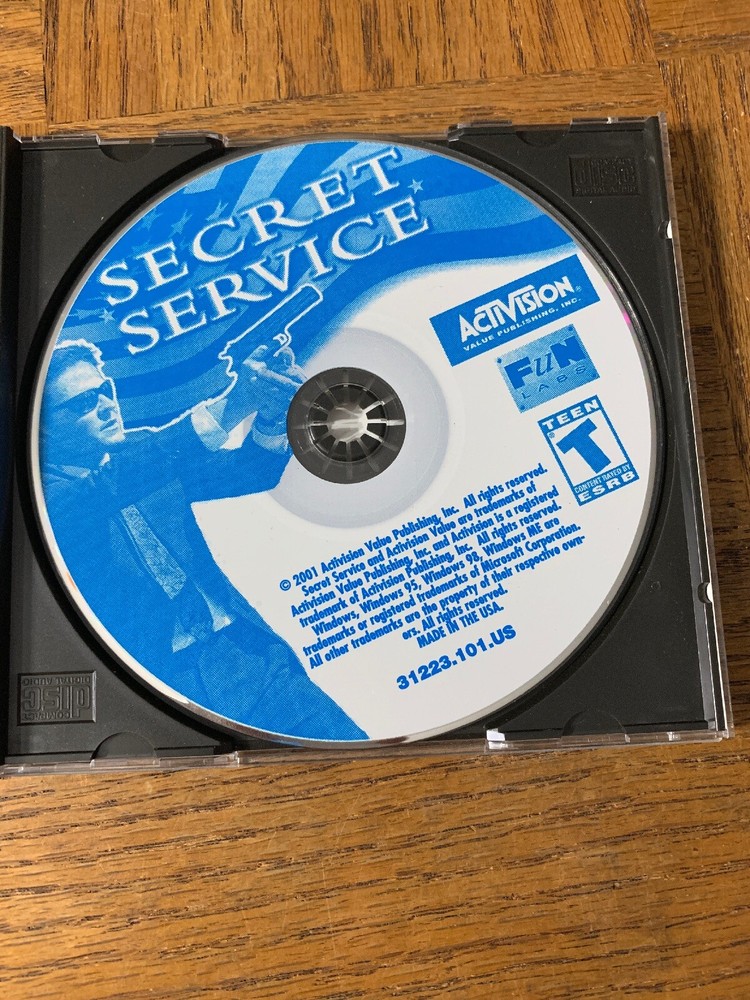 SECRET
SERVICE
ACTIVISION®
VALUE PUBLISHING, INC.
FUN
LABS
TEEN
T
CONTENT RATED BY
ESRB
© 2001 Activision Value Publishing, Inc. All rights reserved.
Secret Service and Activision Value are trademarks of
Activision Value Publishing, Inc. and Activision is a registered
trademark of Activision Publishing, Inc. All rights reserved.
Windows, Windows 95, Windows 98, Windows ME are
trademarks or registered trademarks of Microsoft Corporation.
All other trademarks are the property of their respective own-
ers. All rights reserved.
MADE IN THE USA.
31223.101.US
COMPACT
disc
DIGITAL AUDIO
COMPACT
disc
DIGITAL AUDIO